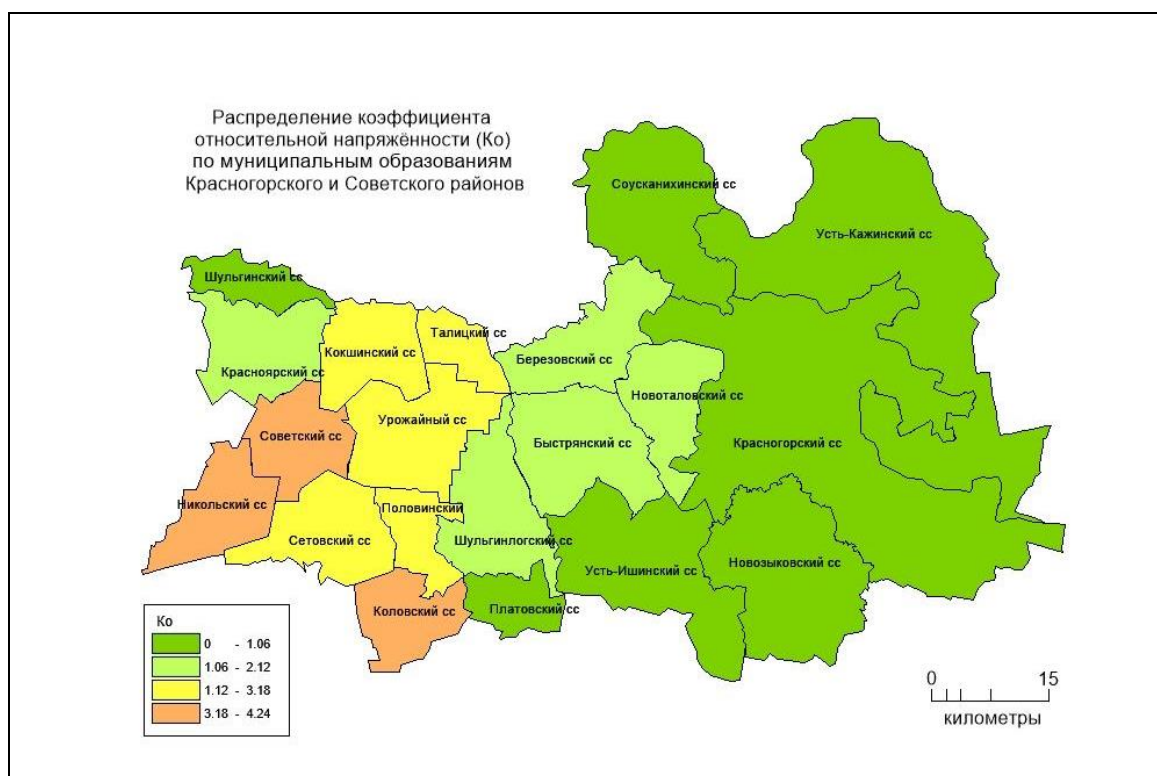 Распределение коэффициента
относительной напряжённости (Ко)
по муниципальным образованиям
Красногорского и Советского районов
Соусканихинский сс
Усть-Кажинский сс
Шульгинский сс
Талицкий сс
Кокшинский сс
Березовский сс
Красноярский сс
Новоталовский сс
Урожайный сс
Советский сс
Быстрянский сс
Красногорский сс
Никольский сс
Половинский
Сетовский сс
Шульгинлогский сс
Новозыковский сс
Усть-Ишинский сс
Коловский сс
Платовский сс
Ко
0 - 1.06
1.06 - 2.12
1.12 - 3.18
3.18 - 4.24
0 15
километры